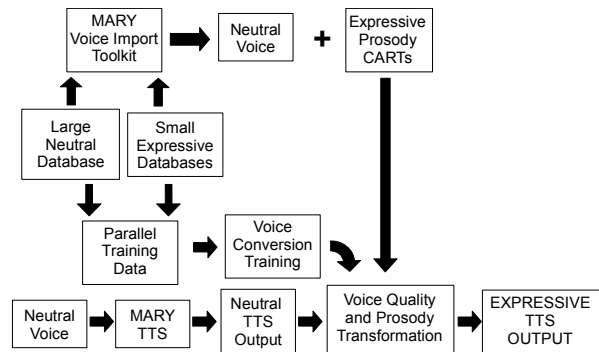 MARY
Voice Import
Toolkit
Neutral
Voice
+
Expressive
Prosody
CARTs
Large
Neutral
Database
Small
Expressive
Databases
Parallel
Training
Data
Voice
Conversion
Training
Neutral
Voice
MARY
TTS
Neutral
TTS
Output
Voice Quality
and Prosody
Transformation
EXPRESSIVE
TTS
OUTPUT